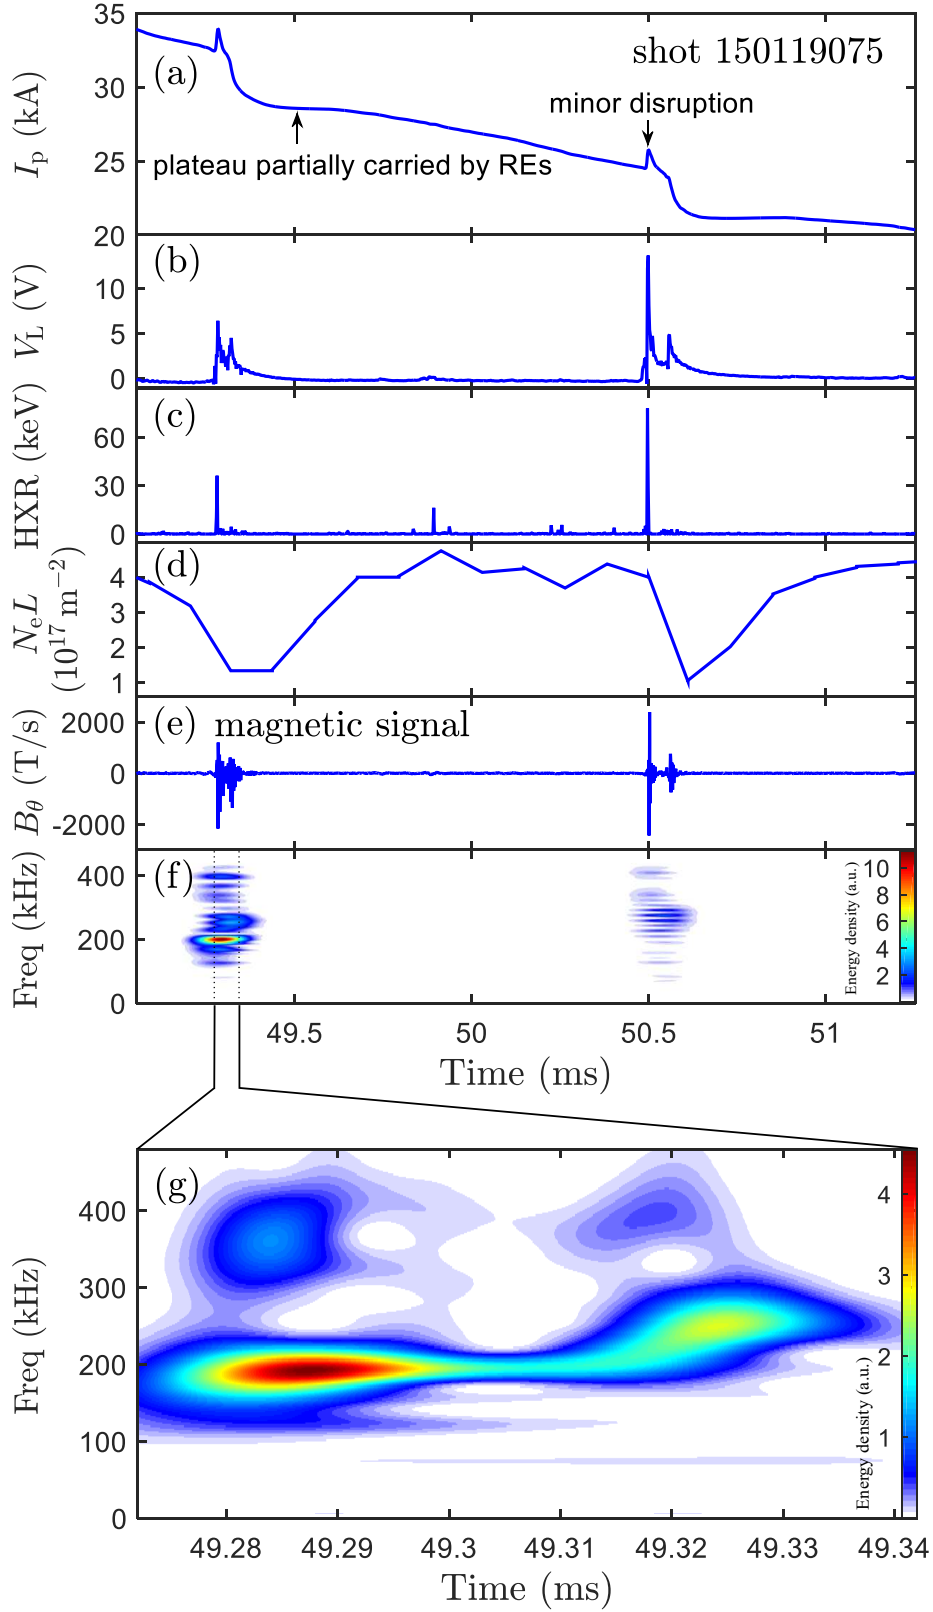 35
30
25
20
I_p (kA)
(a)
shot 150119075
minor disruption
plateau partially carried by REs
10
5
0
V_L (V)
(b)
60
30
0
HXR (keV)
(c)
4
3
2
1
N_eL
(10^17 m^−2)
(d)
2000
0
-2000
B_θ (T/s)
(e) magnetic signal
400
200
0
Freq (kHz)
(f)
10
8
6
4
2
Energy density (a.u.)
49.5 50 50.5 51
Time (ms)
(g)
400
300
200
100
0
Freq (kHz)
4
3
2
1
Energy density (a.u.)
49.28 49.29 49.3 49.31 49.32 49.33 49.34
Time (ms)